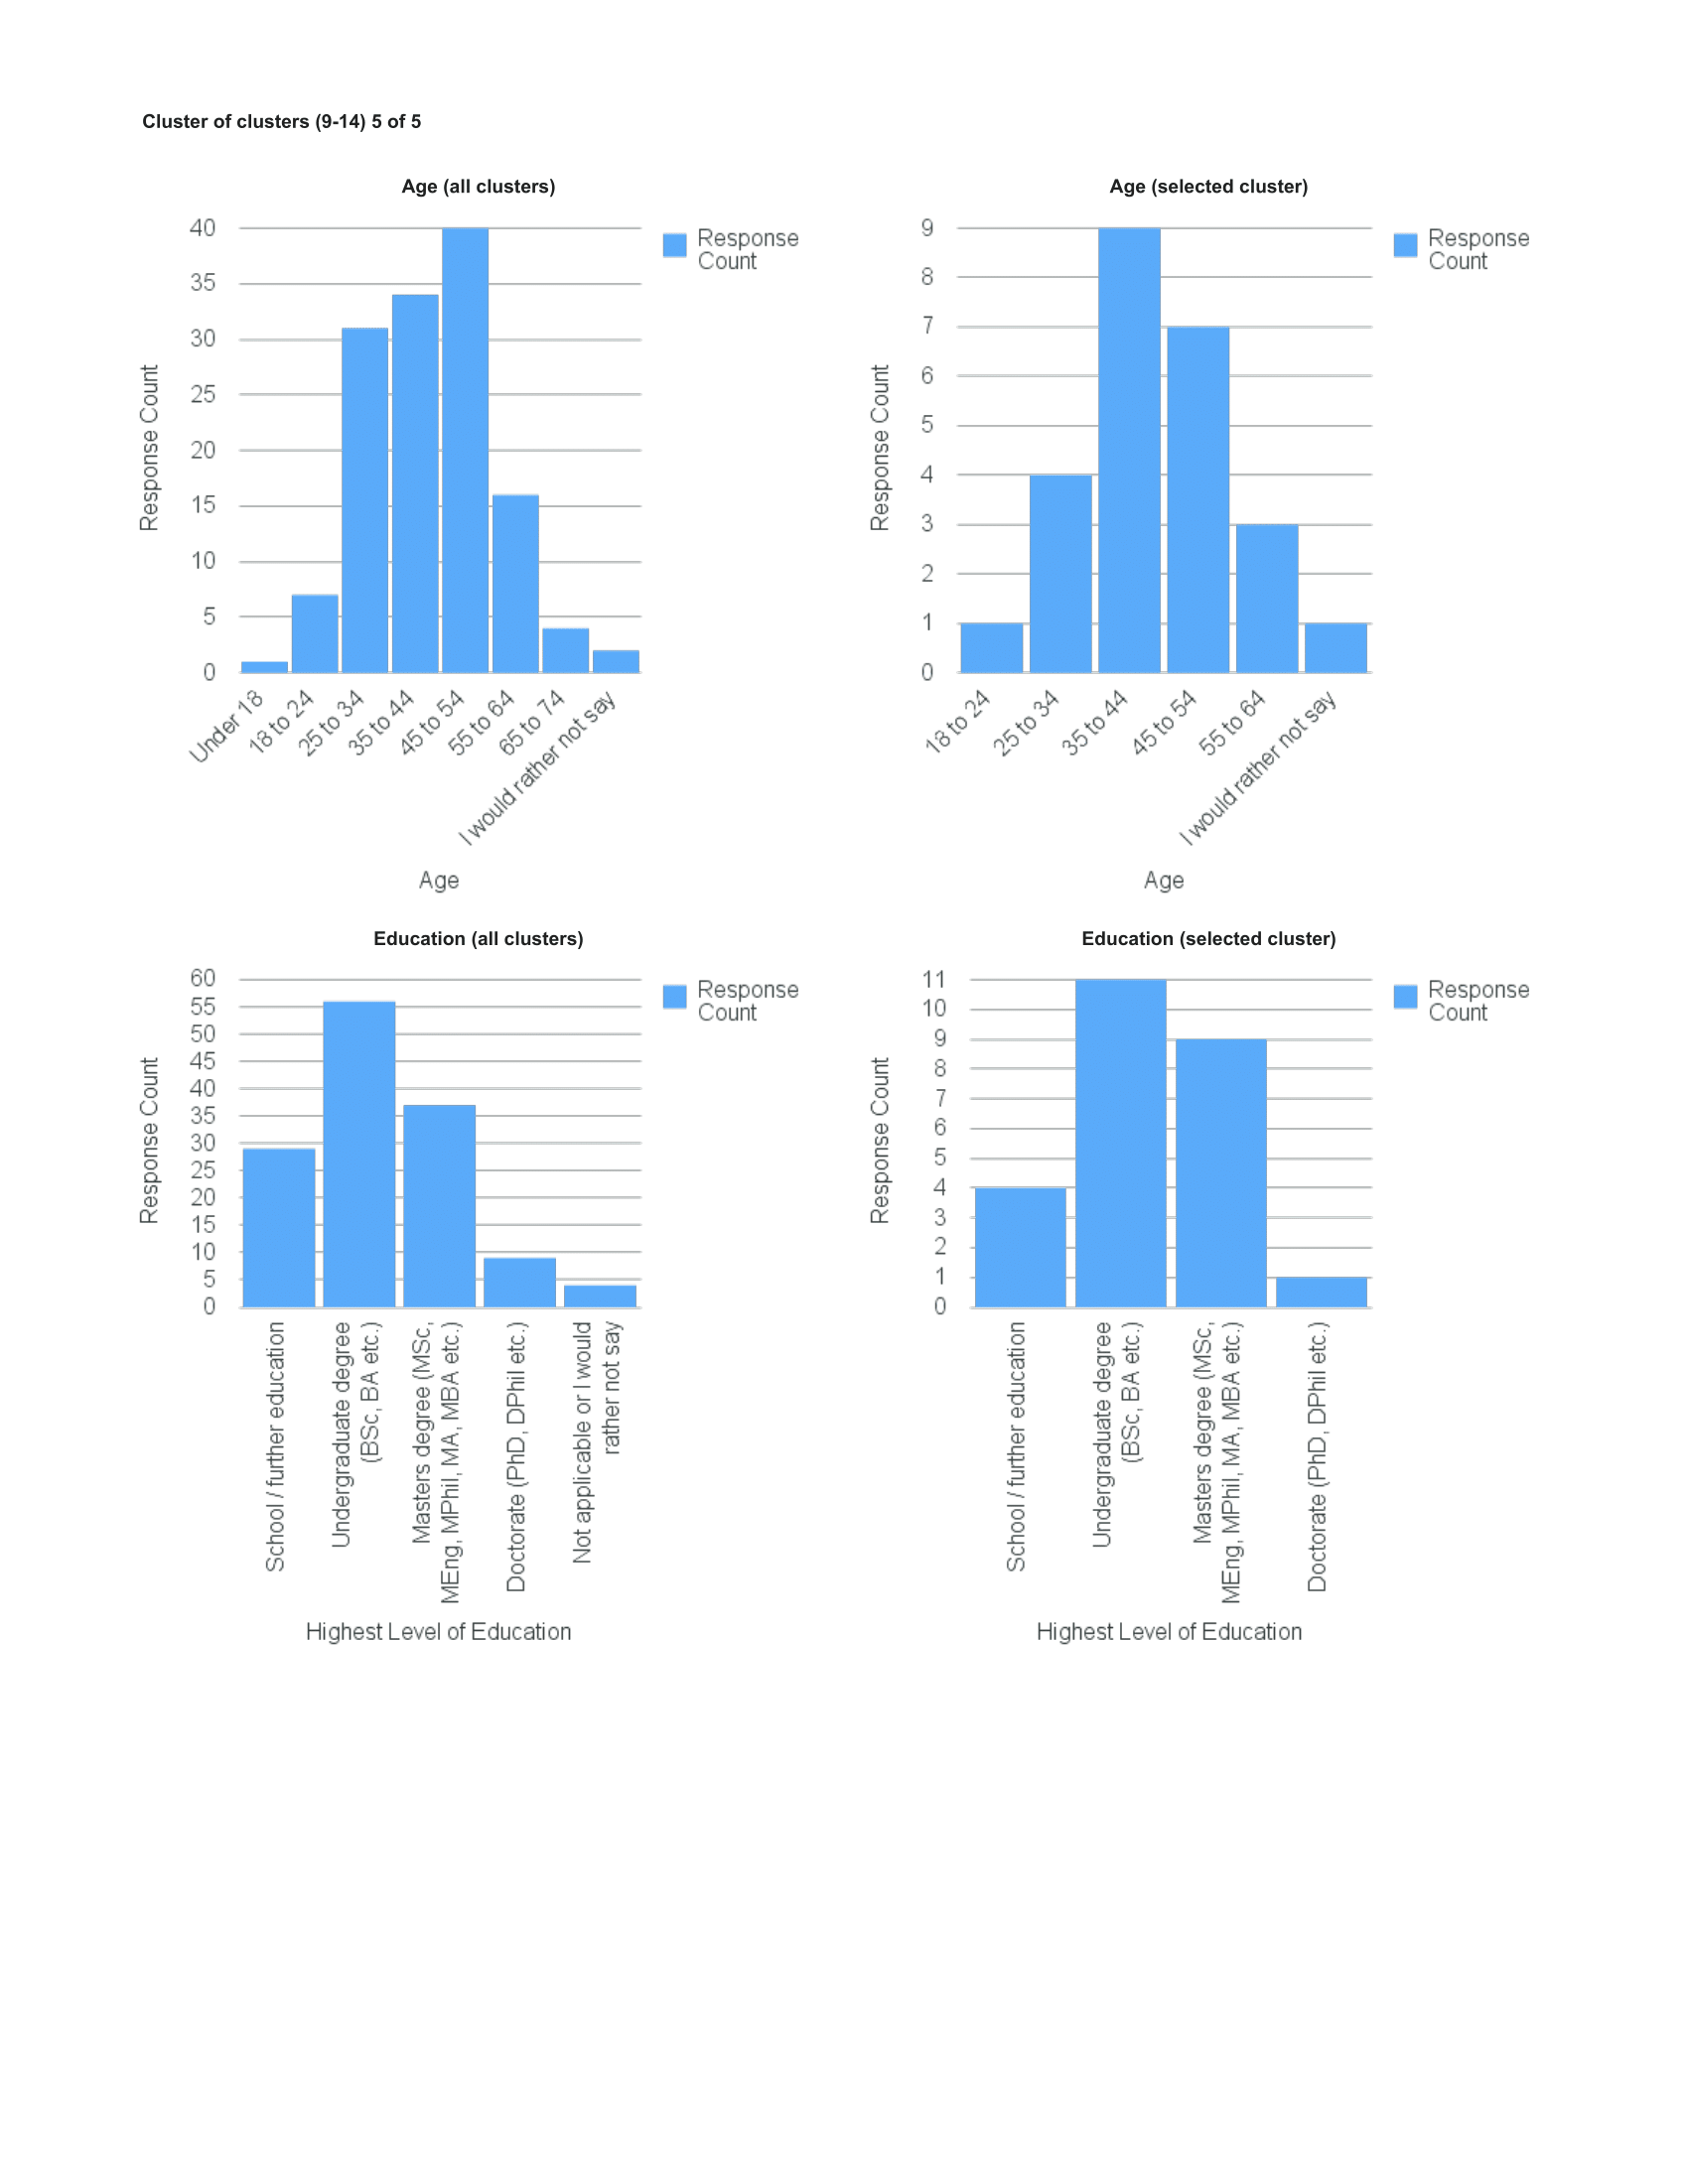 Cluster of clusters (9-14) 5 of 5
Age (all clusters)
40
35
30
25
20
15
10
5
0
Response Count
Response
Count
Under 18
18 to 24
25 to 34
35 to 44
45 to 54
55 to 64
65 to 74
I would rather not say
Age
Age (selected cluster)
9
8
7
6
5
4
3
2
1
0
Response Count
Response
Count
18 to 24
25 to 34
35 to 44
45 to 54
55 to 64
I would rather not say
Age
Education (all clusters)
60
55
50
45
40
35
30
25
20
15
10
5
0
Response Count
Response
Count
School / further education
Undergraduate degree
(BSc, BA etc.)
Masters degree (MSc,
MEng, MPhil, MA, MBA etc.)
Doctorate (PhD, DPhil etc.)
Not applicable or I would
rather not say
Highest Level of Education
Education (selected cluster)
11
10
9
8
7
6
5
4
3
2
1
0
Response Count
Response
Count
School / further education
Undergraduate degree
(BSc, BA etc.)
Masters degree (MSc,
MEng, MPhil, MA, MBA etc.)
Doctorate (PhD, DPhil etc.)
Highest Level of Education